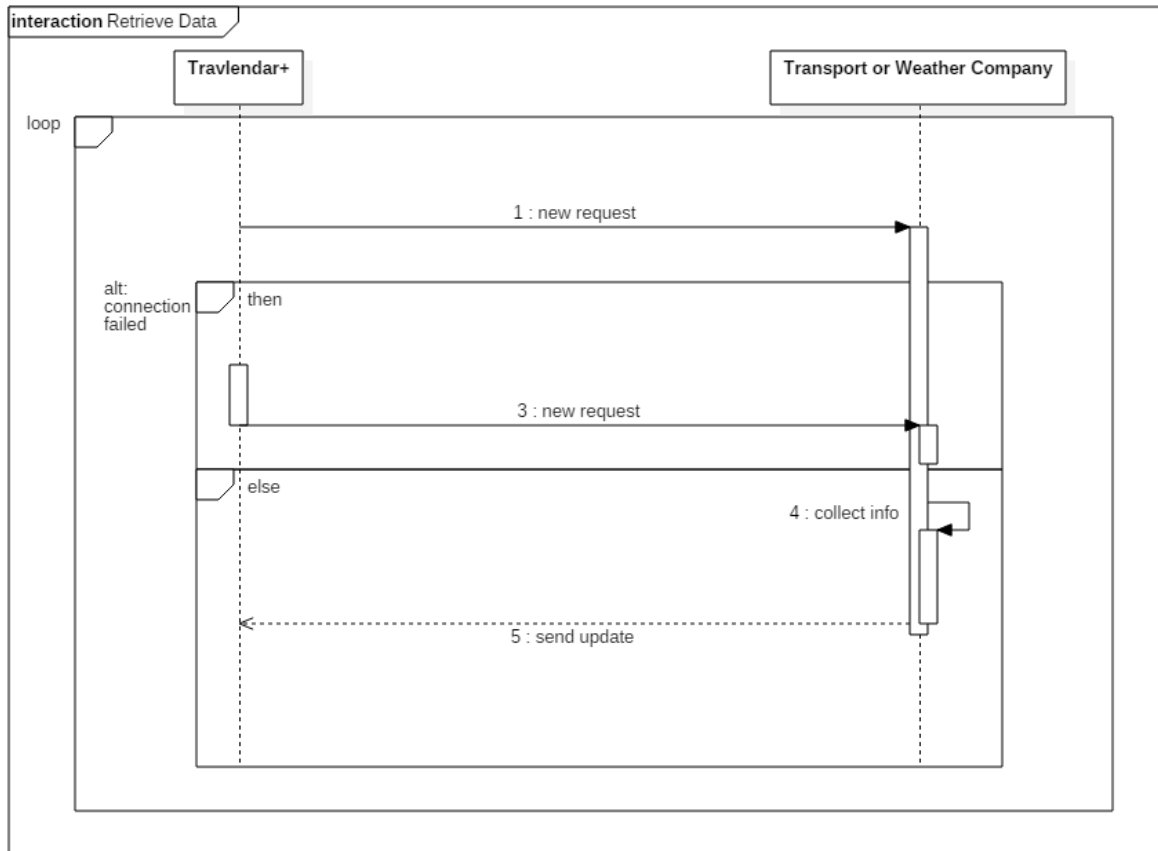 interaction Retrieve Data
Travlendar+
Transport or Weather Company
loop
1 : new request
alt:
connection
failed
then
3 : new request
else
4 : collect info
5 : send update